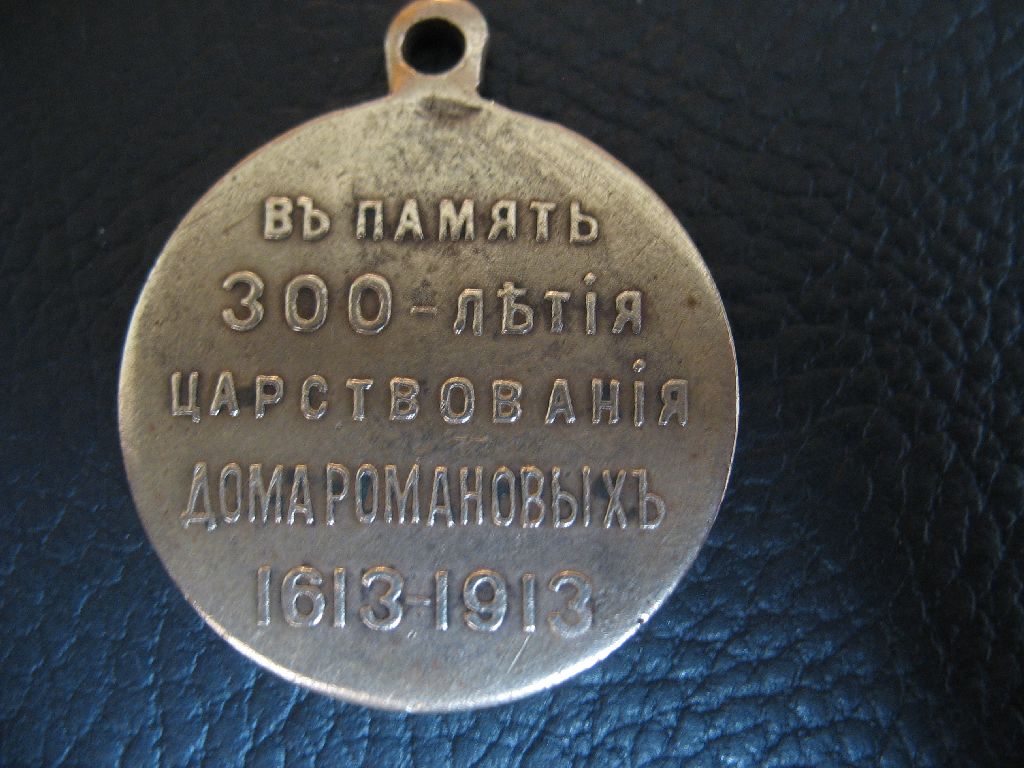 ВЪ ПАМЯТЬ
300-ЛѢТІЯ
ЦАРСТВОВАНІЯ
ДОМА РОМАНОВЫХЪ
1613-1913